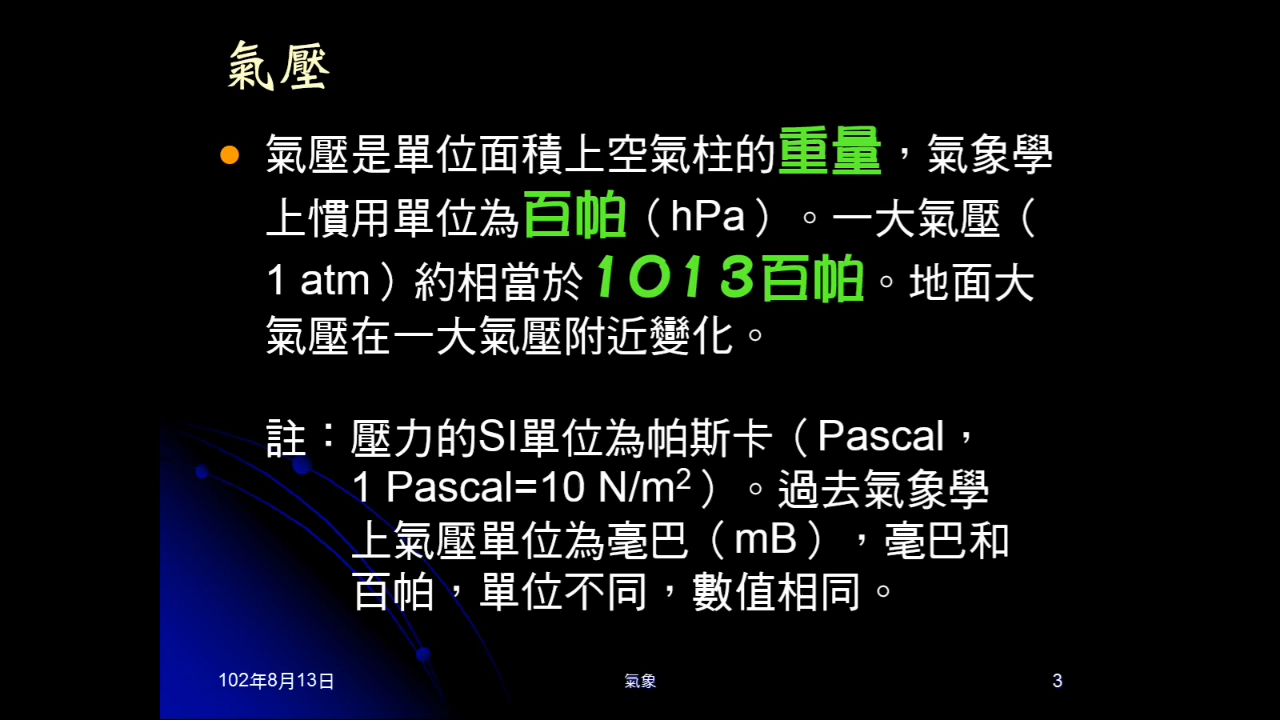 氣壓
氣壓是單位面積上空氣柱的重量，氣象學
上慣用單位為百帕（hPa）。一大氣壓（
1 atm）約相當於1013百帕。地面大
氣壓在一大氣壓附近變化。
註：壓力的SI單位為帕斯卡（Pascal，
1 Pascal=10 N/m²）。過去氣象學
上氣壓單位為毫巴（mB），毫巴和
百帕，單位不同，數值相同。
102年8月13日
氣象
3